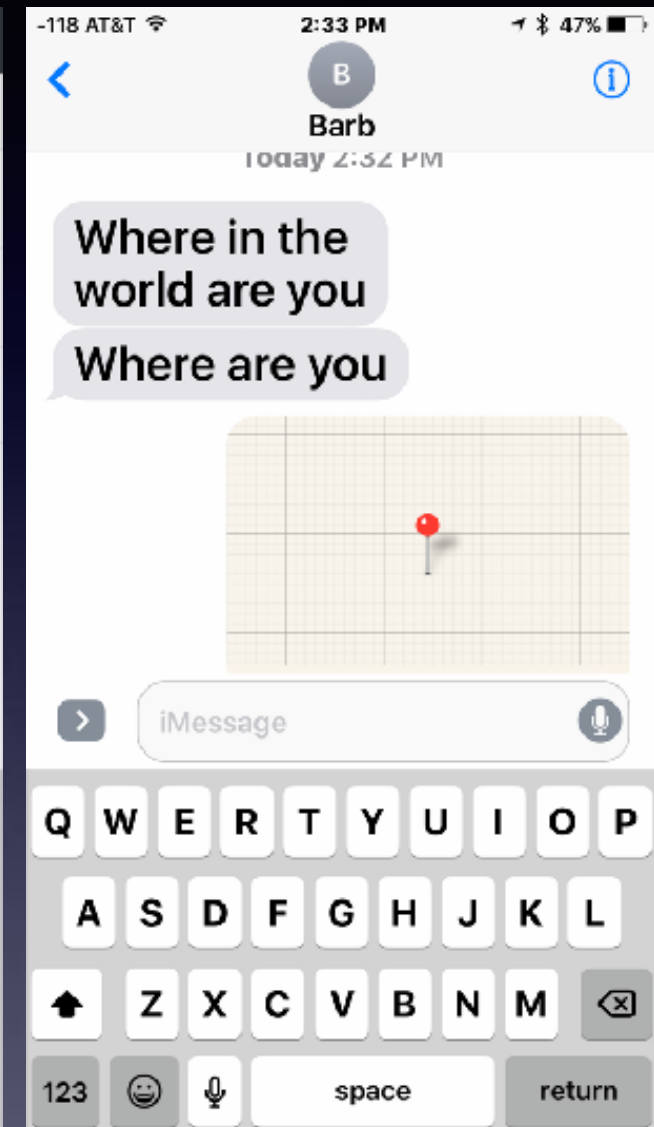 -118 AT&T 2:33 PM 47%
B
Barb
Today 2:32 PM
Where in the
world are you
Where are you
iMessage
Q W E R T Y U I O P
A S D F G H J K L
Z X C V B N M
123 space return